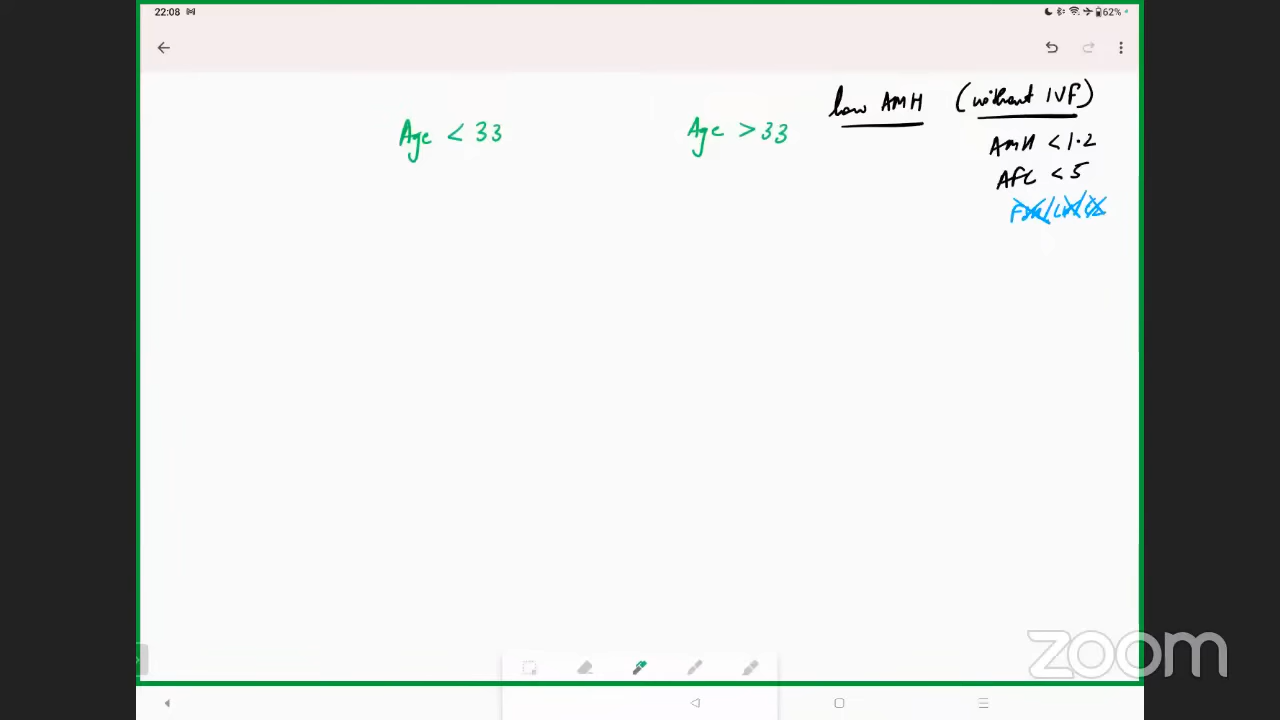 22:08
62%
low AMH (without IVF)
Age < 33 Age > 33
AMH < 1.2
AFC < 5
zoom